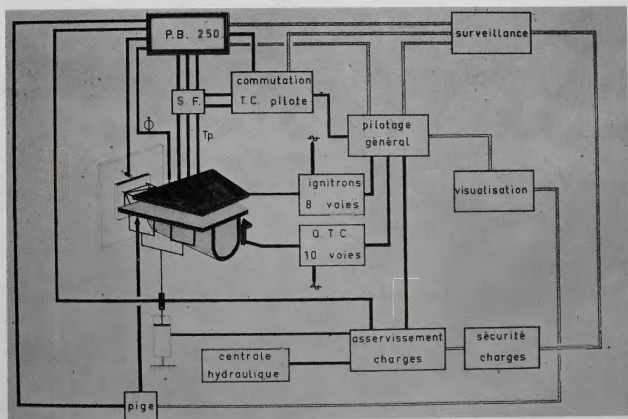 P.B. 250.
surveillance
commutation
T.C. pilote
S.F.
Φ
Tp.
pilotage
général
ignitrons
8 voies
visualisation
Q.T.C.
10 voies
asservissement
charges
sécurité
charges
centrale
hydraulique
pige